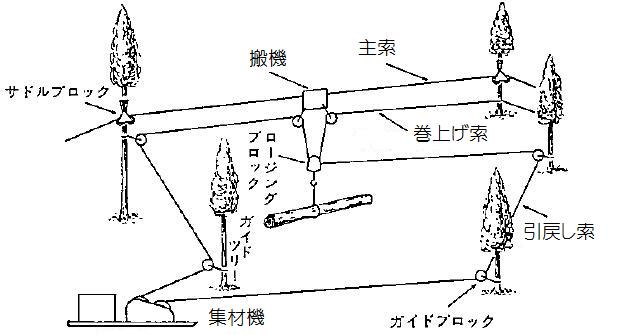 搬機
主索
サドルブロック
巻上げ索
ロージング
ブロック
ガイド
ツリー
引戻し索
集材機
ガイドブロック